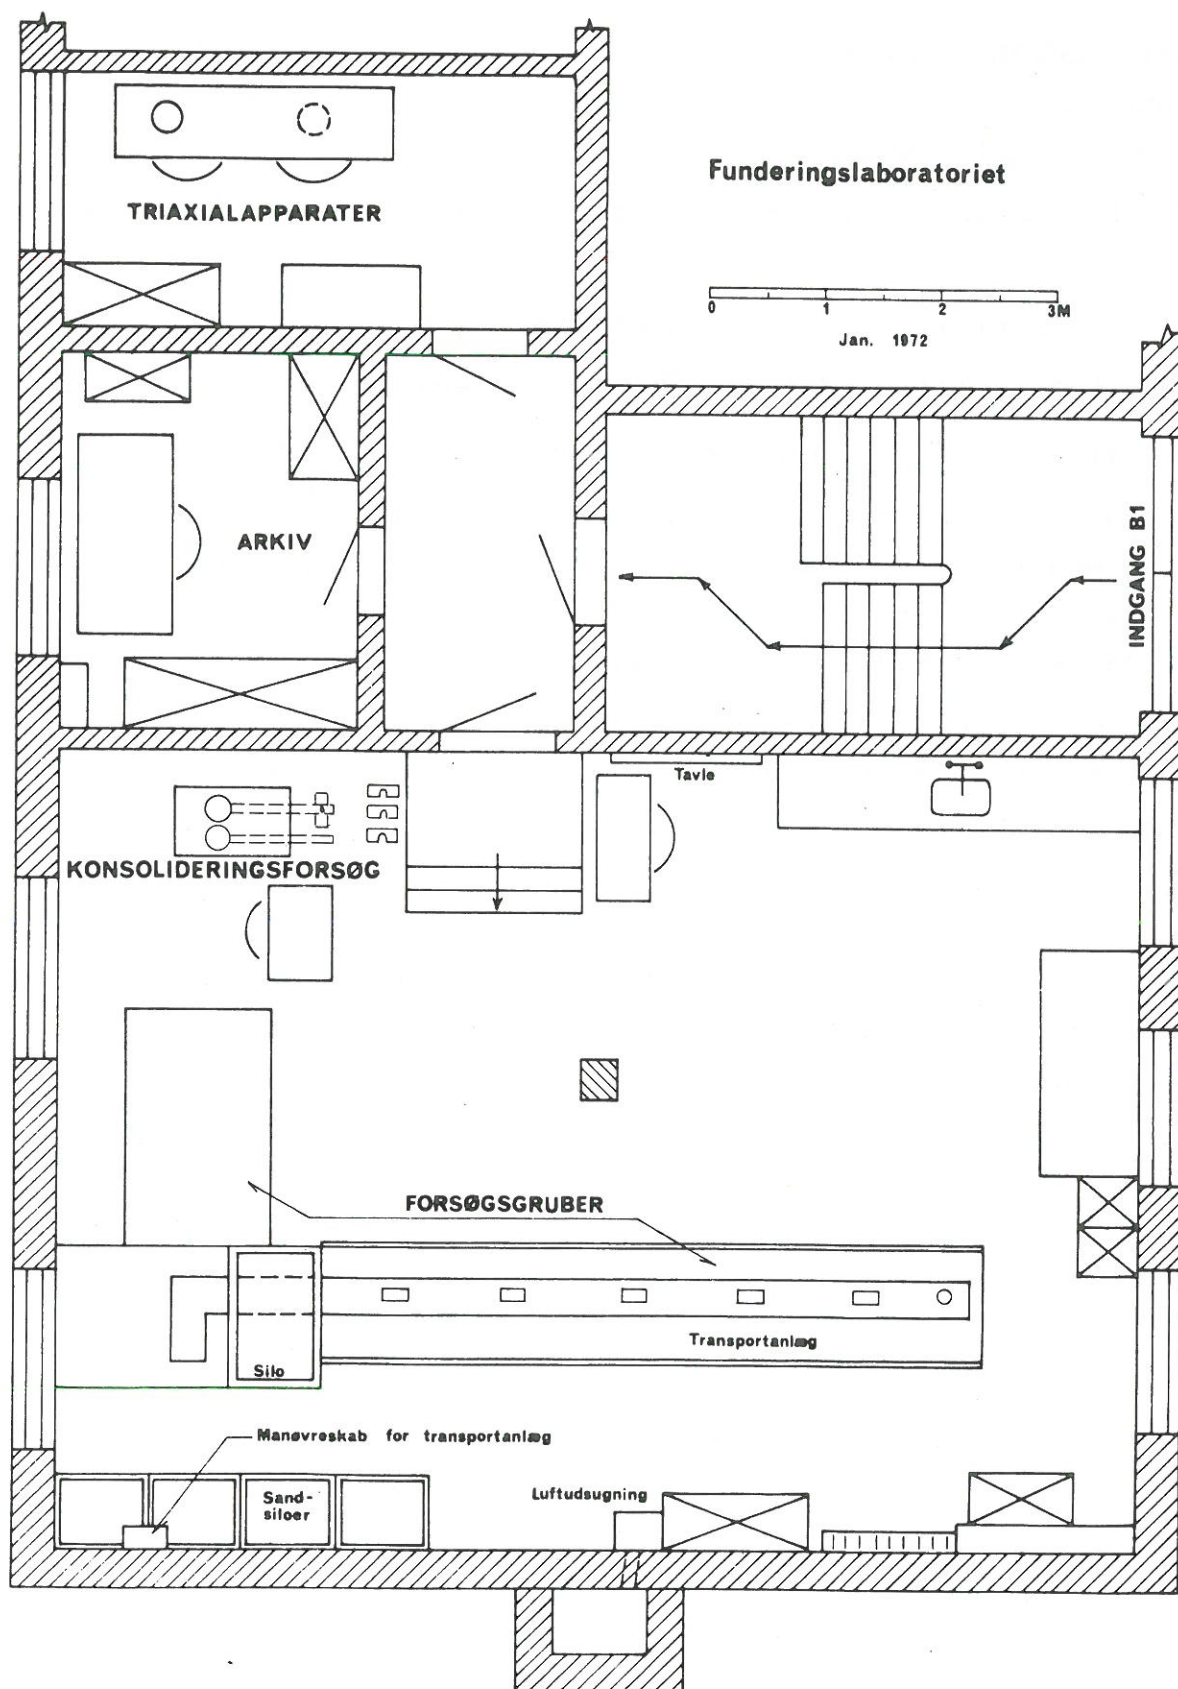 Funderingslaboratoriet
TRIAXIALAPPARATER
0 1 2 3M
Jan. 1972
ARKIV
INDGANG B1
Tavle
KONSOLIDERINGSFORSØG
FORSØGSGRUBER
Transportanlæg
Silo
Manøvreskab for transportanlæg
Sand-
siloer
Luftudsugning